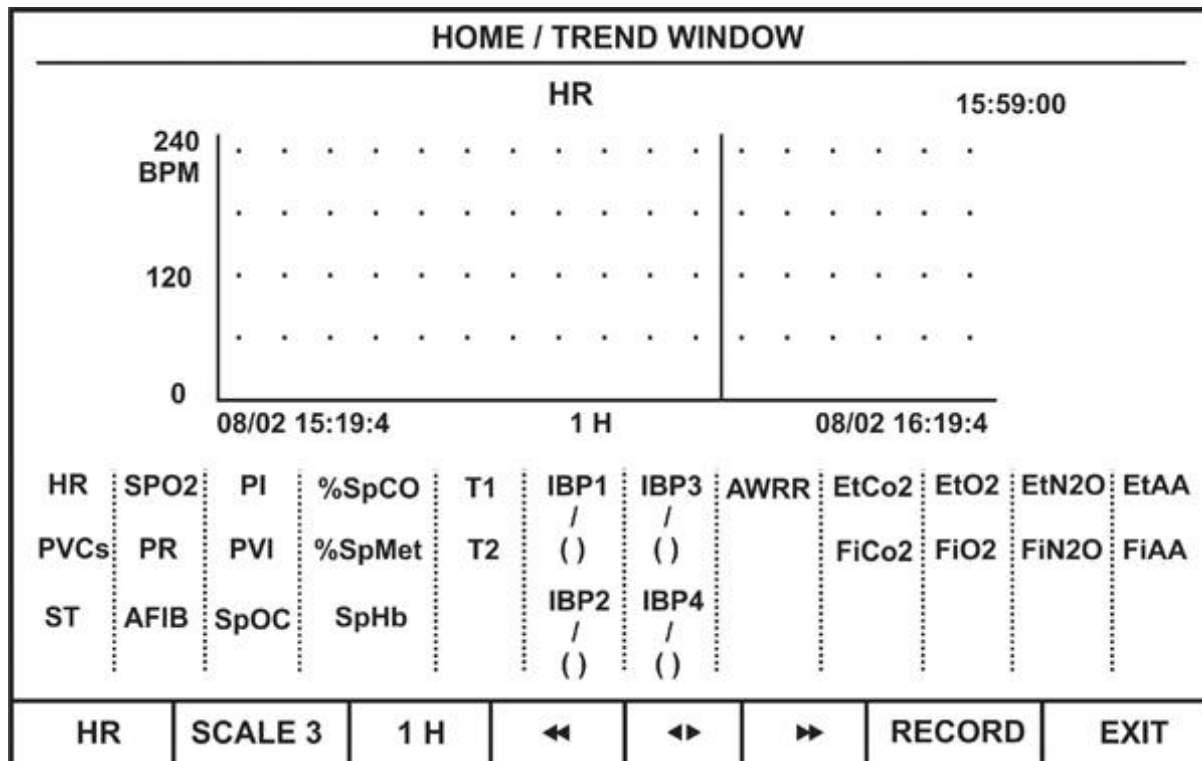 HOME / TREND WINDOW
HR
15:59:00
240
BPM
120
0
08/02 15:19:4 1 H 08/02 16:19:4
HR SPO2 PI %SpCO T1 IBP1 IBP3 AWRR EtCo2 EtO2 EtN2O EtAA
/ /
PVCs PR PVI %SpMet T2 ( ) ( ) FiCo2 FiO2 FiN2O FiAA
ST AFIB SpOC SpHb IBP2 IBP4
/ /
( ) ( )
HR SCALE 3 1 H ◀◀ ◀▶ ▶▶ RECORD EXIT